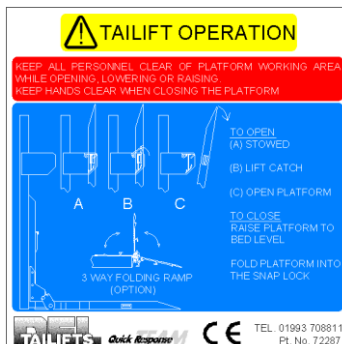 TAILIFT OPERATION
KEEP ALL PERSONNEL CLEAR OF PLATFORM WORKING AREA
WHILE OPENING, LOWERING OR RAISING.
KEEP HANDS CLEAR WHEN CLOSING THE PLATFORM
TO OPEN
(A) STOWED
(B) LIFT CATCH
(C) OPEN PLATFORM
A B C
TO CLOSE
RAISE PLATFORM TO
BED LEVEL
FOLD PLATFORM INTO
THE SNAP LOCK
3 WAY FOLDING RAMP
(OPTION)
TAILIFTS
Quick Response TEAM
CE
TEL. 01993 708811
Pt. No. 72287